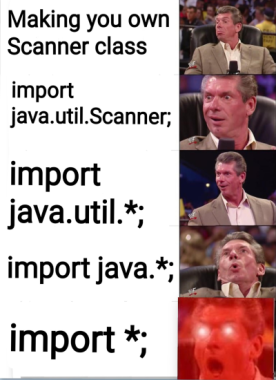 Making you own
Scanner class
import
java.util.Scanner;
import
java.util.*;
import java.*;
import *;